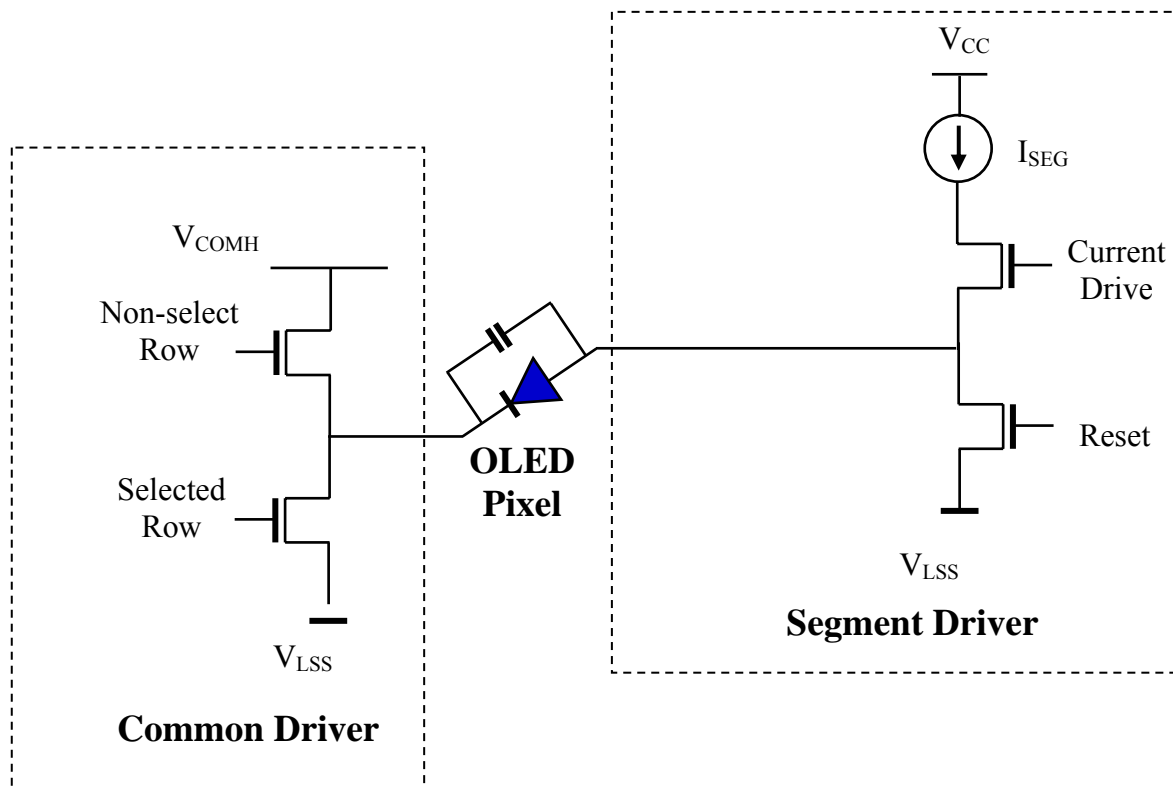 V_CC
I_SEG
Current
Drive
Reset
V_LSS
Segment Driver
V_COMH
Non-select
Row
Selected
Row
V_LSS
Common Driver
OLED
Pixel